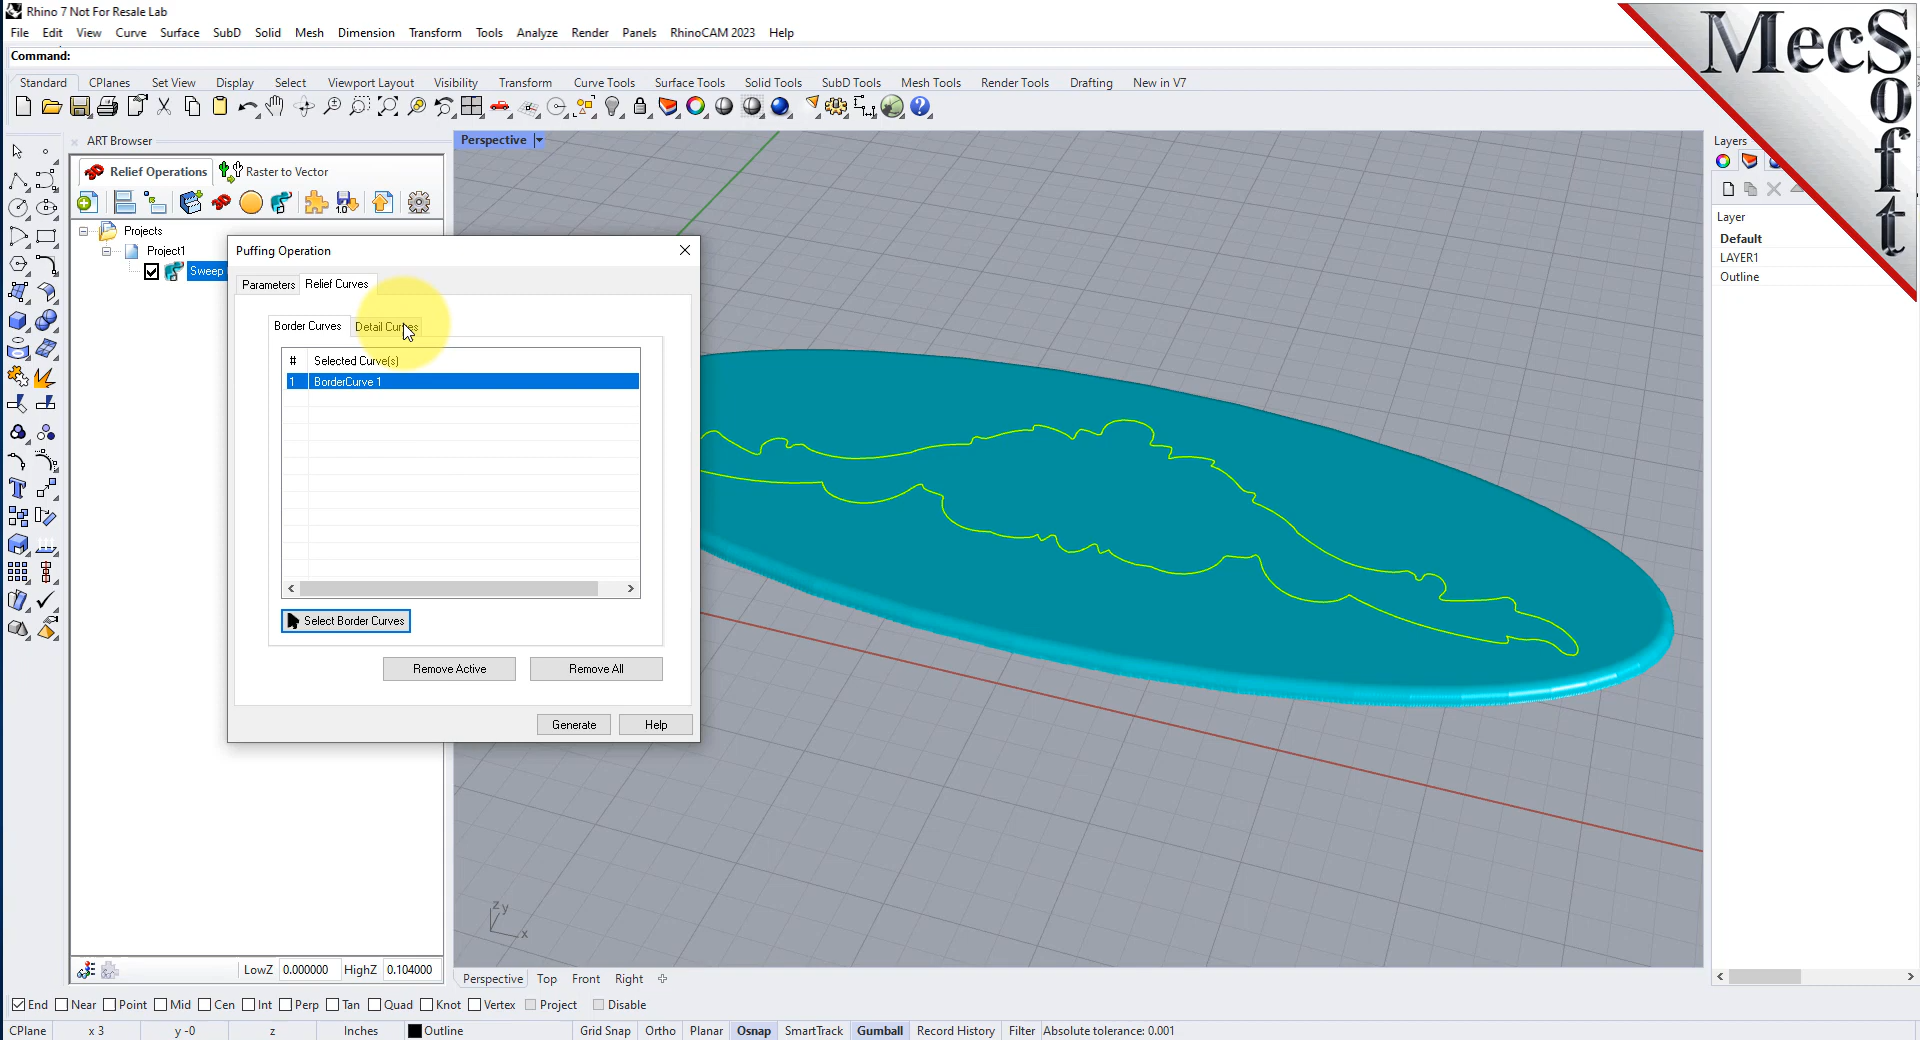 Rhino 7 Not For Resale Lab
File Edit View Curve Surface SubD Solid Mesh Dimension Transform Tools Analyze Render Panels RhinoCAM 2023 Help
Command:
Standard CPlanes Set View Display Select Viewport Layout Visibility Transform Curve Tools Surface Tools Solid Tools SubD Tools Mesh Tools Render Tools Drafting New in V7
MecSoft
ART Browser
Relief Operations Raster to Vector
Projects
Project1
Sweep
Puffing Operation
Parameters Relief Curves
Border Curves Detail Curves
# Selected Curve(s)
1 BorderCurve 1
Select Border Curves
Remove Active Remove All
Generate Help
Perspective
z y
x
Layers
Layer
Default
LAYER1
Outline
LowZ 0.000000 HighZ 0.104000
Perspective Top Front Right
End Near Point Mid Cen Int Perp Tan Quad Knot Vertex Project Disable
CPlane x 3 y -0 z Inches Outline Grid Snap Ortho Planar Osnap SmartTrack Gumball Record History Filter Absolute tolerance: 0.001